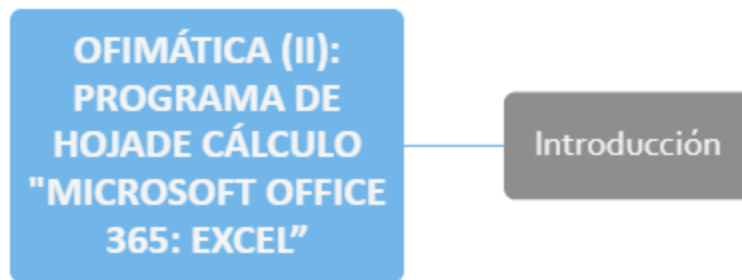 OFIMÁTICA (II):
PROGRAMA DE
HOJADE CÁLCULO
"MICROSOFT OFFICE
365: EXCEL”
Introducción